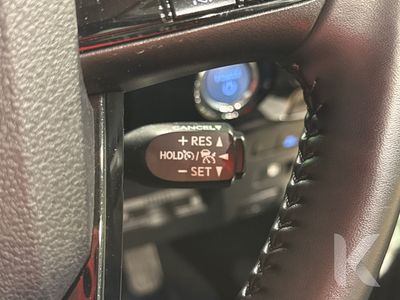 CANCEL▼
+ RES ▲
HOLD / ◀
− SET ▼
K